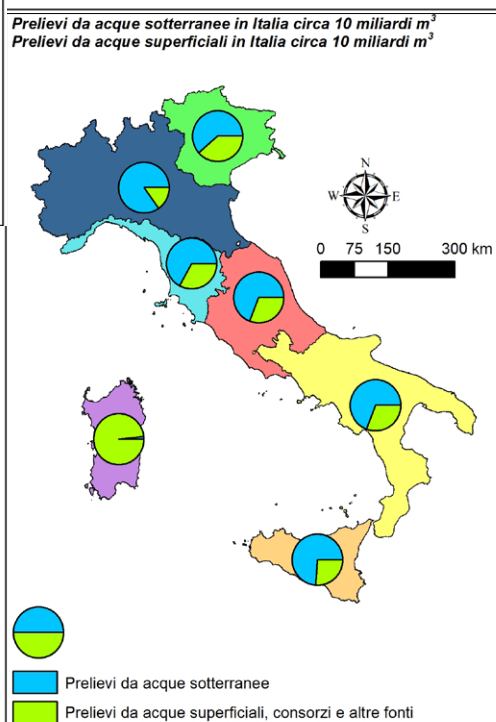 Prelievi da acque sotterranee in Italia circa 10 miliardi m³
Prelievi da acque superficiali in Italia circa 10 miliardi m³
N
W E
S
0 75 150 300 km
Prelievi da acque sotterranee
Prelievi da acque superficiali, consorzi e altre fonti